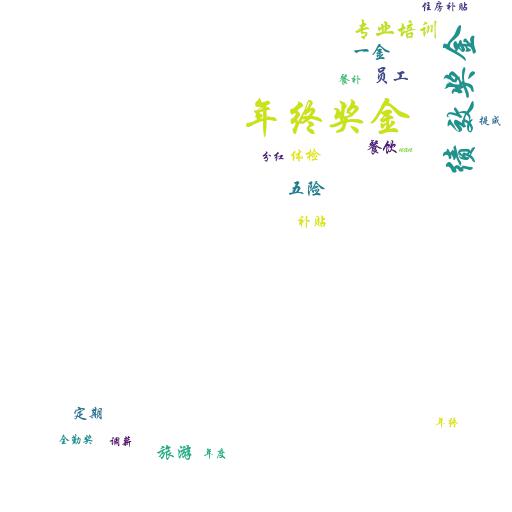 住房补贴
专业培训
一金
绩效奖金
餐补
员工
年终奖金
提成
餐饮
nan
分红
体检
五险
补贴
定期
年终
全勤奖
调薪
旅游
年度